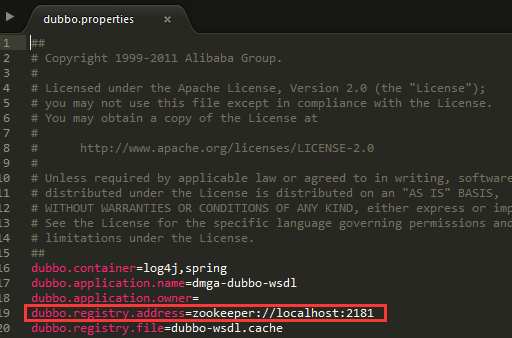 dubbo.properties ×
1 ##
2 # Copyright 1999-2011 Alibaba Group.
3 #
4 # Licensed under the Apache License, Version 2.0 (the "License");
5 # you may not use this file except in compliance with the License.
6 # You may obtain a copy of the License at
7 #
8 # http://www.apache.org/licenses/LICENSE-2.0
9 #
10 # Unless required by applicable law or agreed to in writing, software
11 # distributed under the License is distributed on an "AS IS" BASIS,
12 # WITHOUT WARRANTIES OR CONDITIONS OF ANY KIND, either express or imp
13 # See the License for the specific language governing permissions and
14 # limitations under the License.
15 ##
16 dubbo.container=log4j,spring
17 dubbo.application.name=dmga-dubbo-wsdl
18 dubbo.application.owner=
19 dubbo.registry.address=zookeeper://localhost:2181
20 dubbo.registry.file=dubbo-wsdl.cache